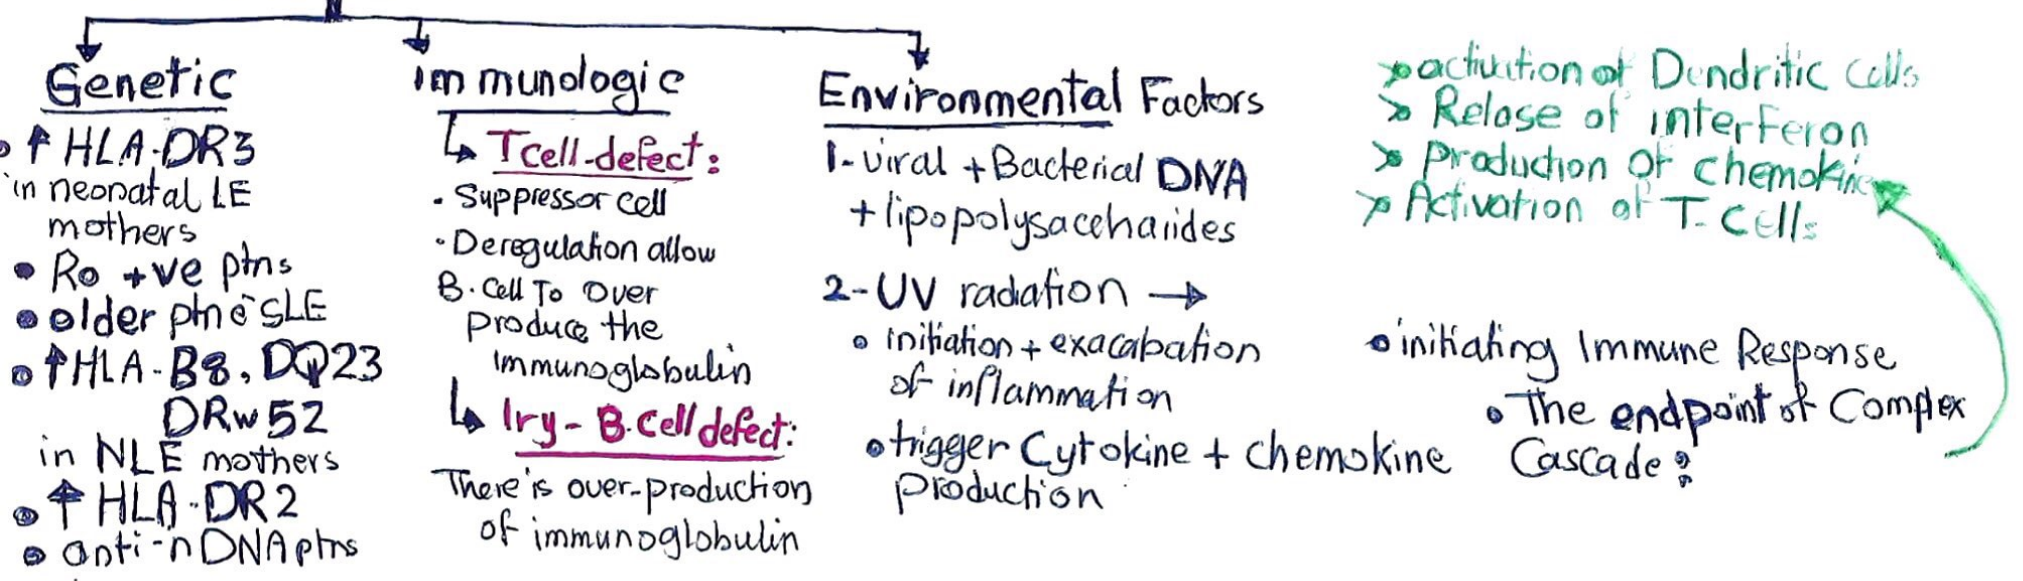 Genetic
• ↑ HLA-DR3
in neonatal LE
mothers
• Ro +ve ptns
• older ptn ē SLE
• ↑HLA-B8, DQ23
DRw52
in NLE mothers
• ↑ HLA-DR2
• anti-nDNA ptns
immunologic
↳ T cell-defect:
• Suppressor cell
• Deregulation allow
B.cell To Over
produce the
immunoglobulin
↳ Iry- B.cell defect:
There is over-production
of immunoglobulin
Environmental Factors
1- viral + Bacterial DNA
+ lipopolysaccharides
2- UV radation →
• initiation + exacabation
of inflammation
• trigger Cytokine + chemokine
production
• initiating Immune Response
• The endpoint of Complex
Cascade:
> activation of Dendritic Cells
> Relase of interferon
> production of chemokine
> Activation of T- Cells